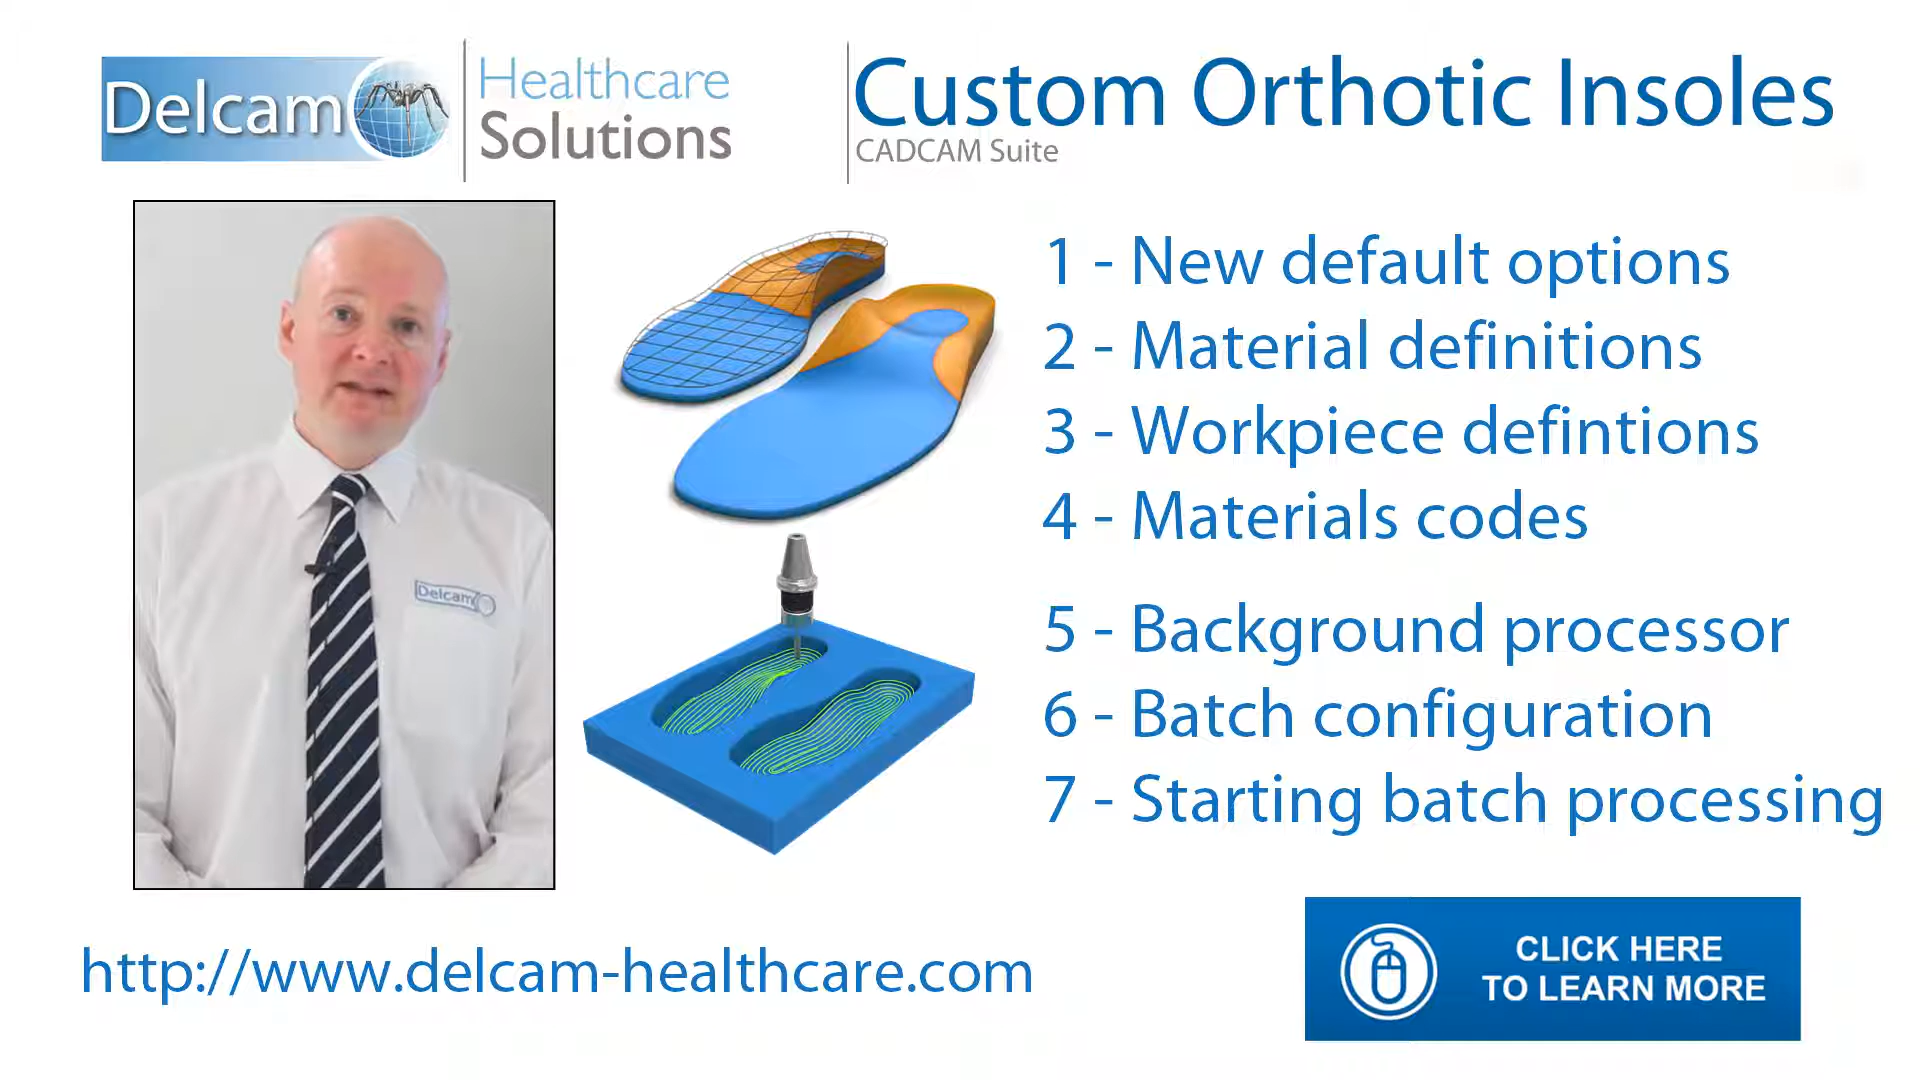 Delcam
Healthcare
Solutions
Custom Orthotic Insoles
CADCAM Suite
Delcam
1 - New default options
2 - Material definitions
3 - Workpiece defintions
4 - Materials codes
5 - Background processor
6 - Batch configuration
7 - Starting batch processing
http://www.delcam-healthcare.com
CLICK HERE
TO LEARN MORE